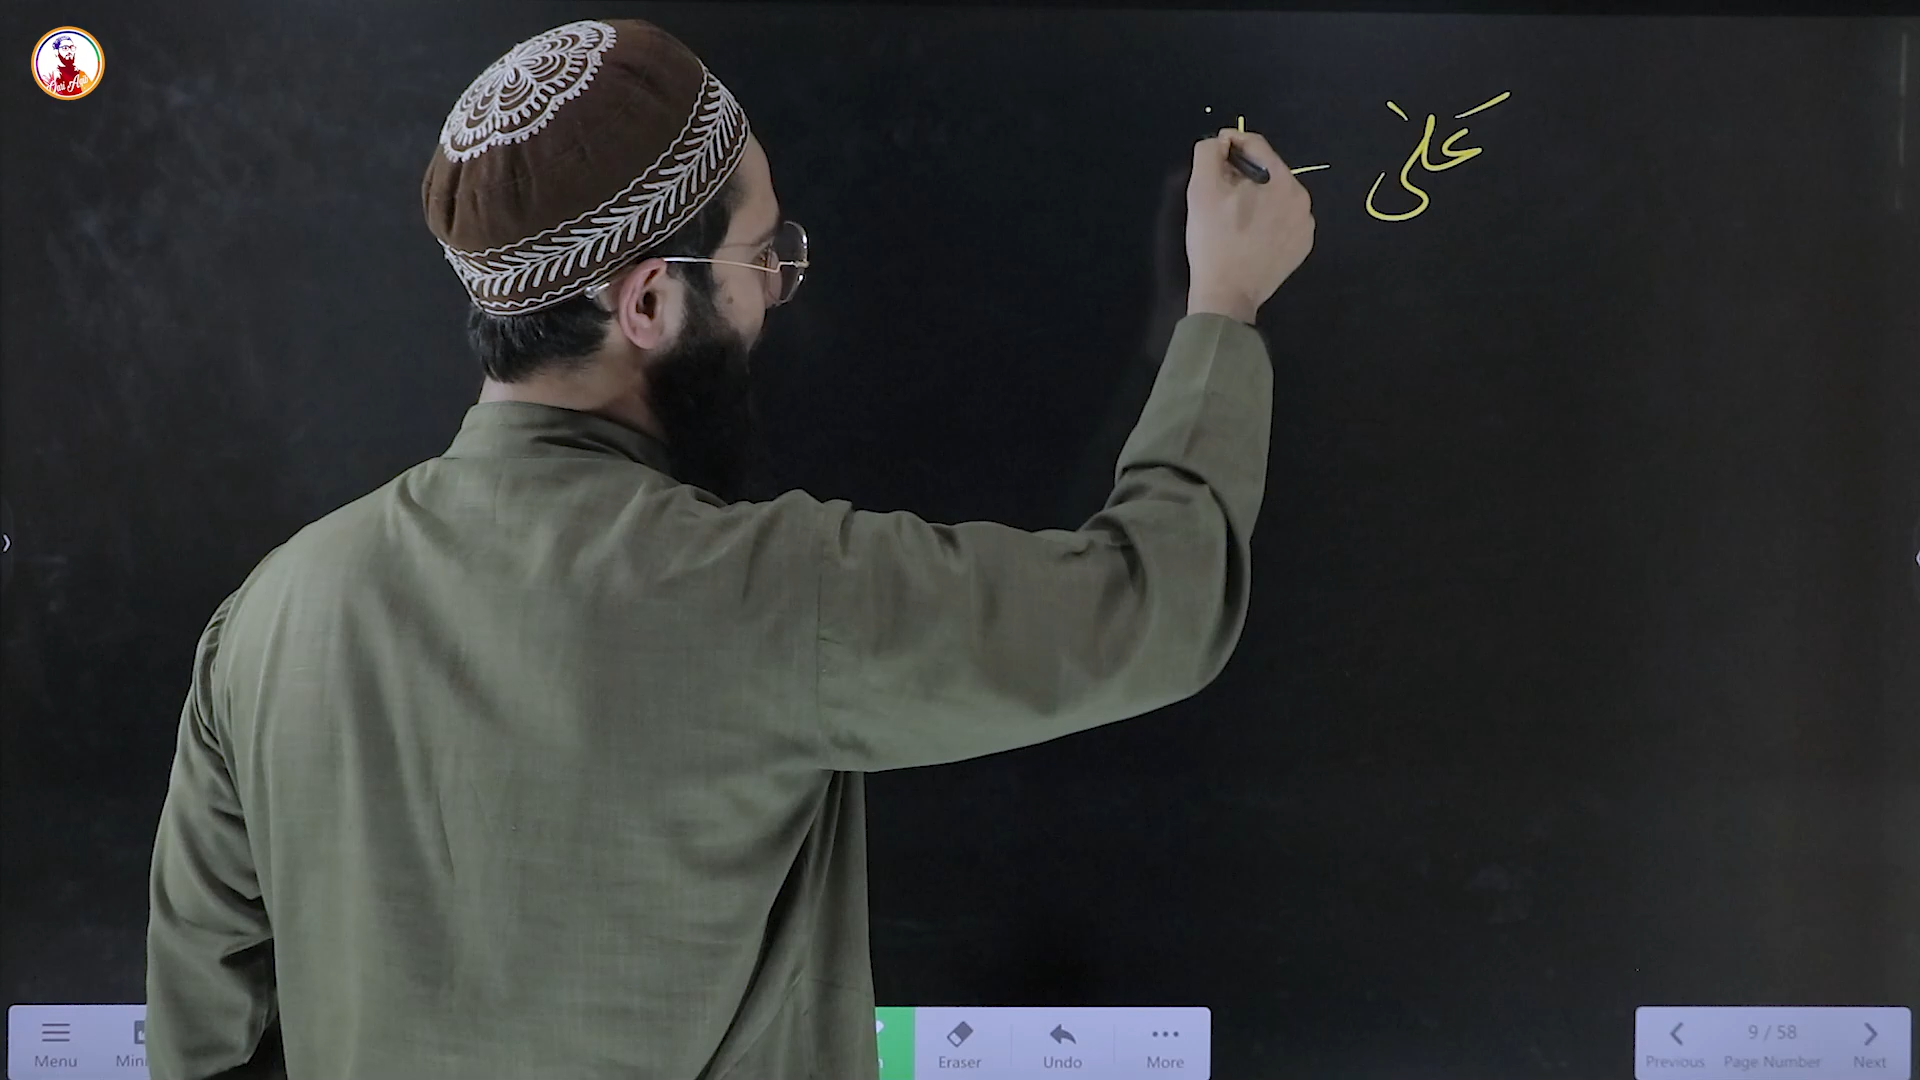 عَلٰى —
Menu
Eraser
Undo
More
9 / 58
Previous
Page Number
Next